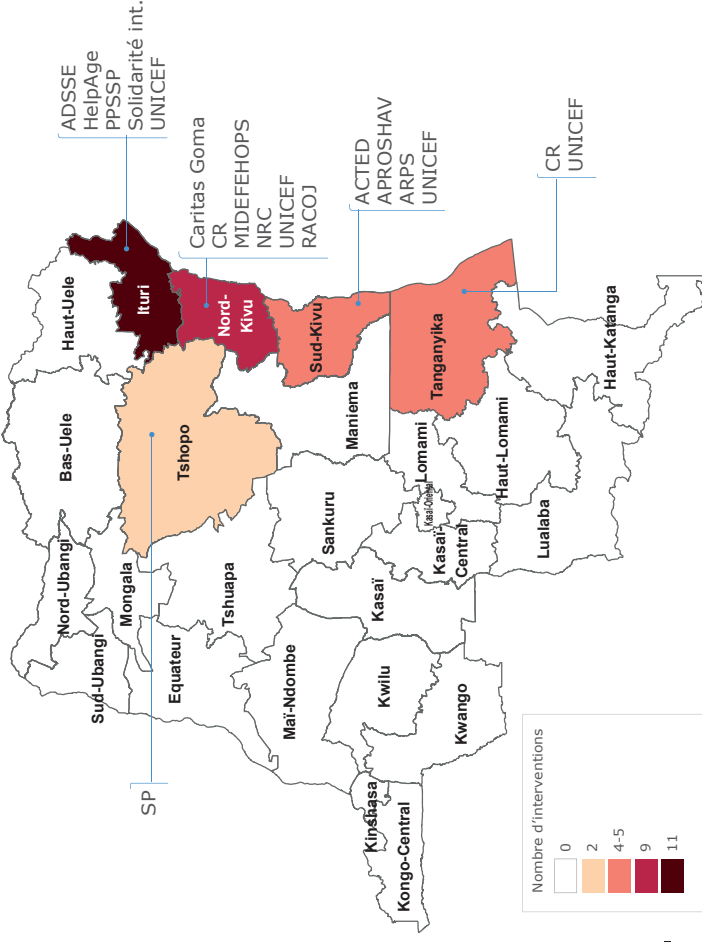 ADSSE
HelpAge
PPSSP
Solidarité int.
UNICEF
Caritas Goma
CR
MIDEFEHOPS
NRC
UNICEF
RACOJ
ACTED
APROSHAV
ARPS
UNICEF
CR
UNICEF
SP
Haut-Uele
Bas-Uele
Nord-Ubangi
Sud-Ubangi
Mongala
Ituri
Tshopo
Nord-
Kivu
Equateur
Tshuapa
Sud-Kivu
Maniema
Maï-Ndombe
Sankuru
Tanganyika
Kasaï
Kasaï-
Central
Kasaï-Oriental
Lomami
Haut-Lomami
Haut-Katanga
Lualaba
Kwilu
Kwango
Kinshasa
Kongo-Central
Nombre d’interventions
0
2
4-5
9
11